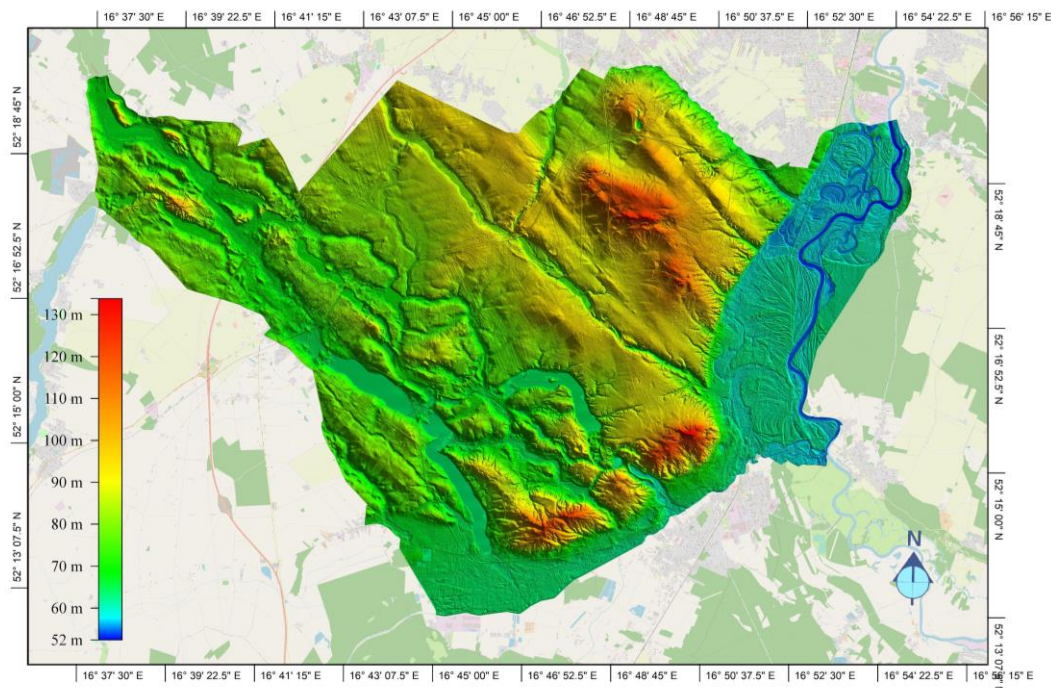 16° 37' 30" E 16° 39' 22.5" E 16° 41' 15" E 16° 43' 07.5" E 16° 45' 00" E 16° 46' 52.5" E 16° 48' 45" E 16° 50' 37.5" E 16° 52' 30" E 16° 54' 22.5" E 16° 56' 15" E
52° 18' 45" N
52° 16' 52.5" N
52° 15' 00" N
52° 13' 07.5" N
130 m
120 m
110 m
100 m
90 m
80 m
70 m
60 m
52 m
52° 18' 45" N
52° 16' 52.5" N
52° 15' 00" N
52° 13' 07.5" N
N
16° 37' 30" E 16° 39' 22.5" E 16° 41' 15" E 16° 43' 07.5" E 16° 45' 00" E 16° 46' 52.5" E 16° 48' 45" E 16° 50' 37.5" E 16° 52' 30" E 16° 54' 22.5" E 16° 56' 15" E